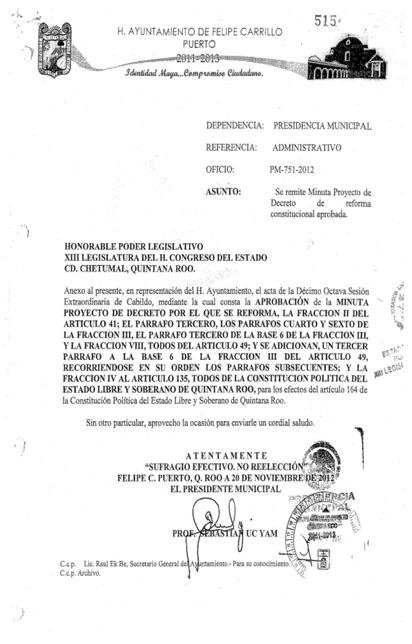 H. AYUNTAMIENTO DE FELIPE CARRILLO
PUERTO
2011-2013
Identidad Maya...Compromiso Ciudadano.
515
DEPENDENCIA: PRESIDENCIA MUNICIPAL
REFERENCIA: ADMINISTRATIVO
OFICIO: PM-751-2012
ASUNTO: Se remite Minuta Proyecto de
Decreto de reforma
constitucional aprobada.
HONORABLE PODER LEGISLATIVO
XIII LEGISLATURA DEL H. CONGRESO DEL ESTADO
CD. CHETUMAL, QUINTANA ROO.
Anexo al presente, en representación del H. Ayuntamiento, el acta de la Décimo Octava Sesión
Extraordinaria de Cabildo, mediante la cual consta la APROBACIÓN de la MINUTA
PROYECTO DE DECRETO POR EL QUE SE REFORMA, LA FRACCION II DEL
ARTICULO 41; EL PARRAFO TERCERO, LOS PARRAFOS CUARTO Y SEXTO DE
LA FRACCION III, EL PARRAFO TERCERO DE LA BASE 6 DE LA FRACCION III,
Y LA FRACCION VIII, TODOS DEL ARTICULO 49; Y SE ADICIONAN, UN TERCER
PARRAFO A LA BASE 6 DE LA FRACCION III DEL ARTICULO 49,
RECORRIENDOSE EN SU ORDEN LOS PARRAFOS SUBSECUENTES; Y LA
FRACCION IV AL ARTICULO 135, TODOS DE LA CONSTITUCION POLITICA DEL
ESTADO LIBRE Y SOBERANO DE QUINTANA ROO, para los efectos del artículo 164 de
la Constitución Política del Estado Libre y Soberano de Quintana Roo.
Sin otro particular, aprovecho la ocasión para enviarle un cordial saludo.
A T E N T A M E N T E
"SUFRAGIO EFECTIVO. NO REELECCIÓN"
FELIPE C. PUERTO, Q. ROO A 20 DE NOVIEMBRE DE 2012
EL PRESIDENTE MUNICIPAL
PROF. SEBASTIAN UC YAM
C.c.p. Lic. Raul Ek Be, Secretario General del Ayuntamiento.- Para su conocimiento.
C.c.p. Archivo.